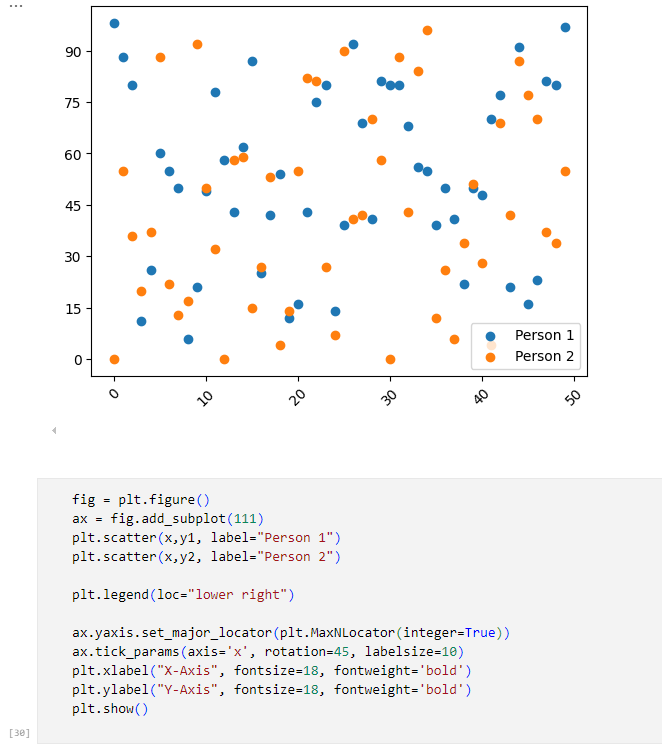 ...
90
75
60
45
30
15
0
Person 1
Person 2
0 10 20 30 40 50
fig = plt.figure()
ax = fig.add_subplot(111)
plt.scatter(x,y1, label="Person 1")
plt.scatter(x,y2, label="Person 2")
plt.legend(loc="lower right")
ax.yaxis.set_major_locator(plt.MaxNLocator(integer=True))
ax.tick_params(axis='x', rotation=45, labelsize=10)
plt.xlabel("X-Axis", fontsize=18, fontweight='bold')
plt.ylabel("Y-Axis", fontsize=18, fontweight='bold')
plt.show()
[30]